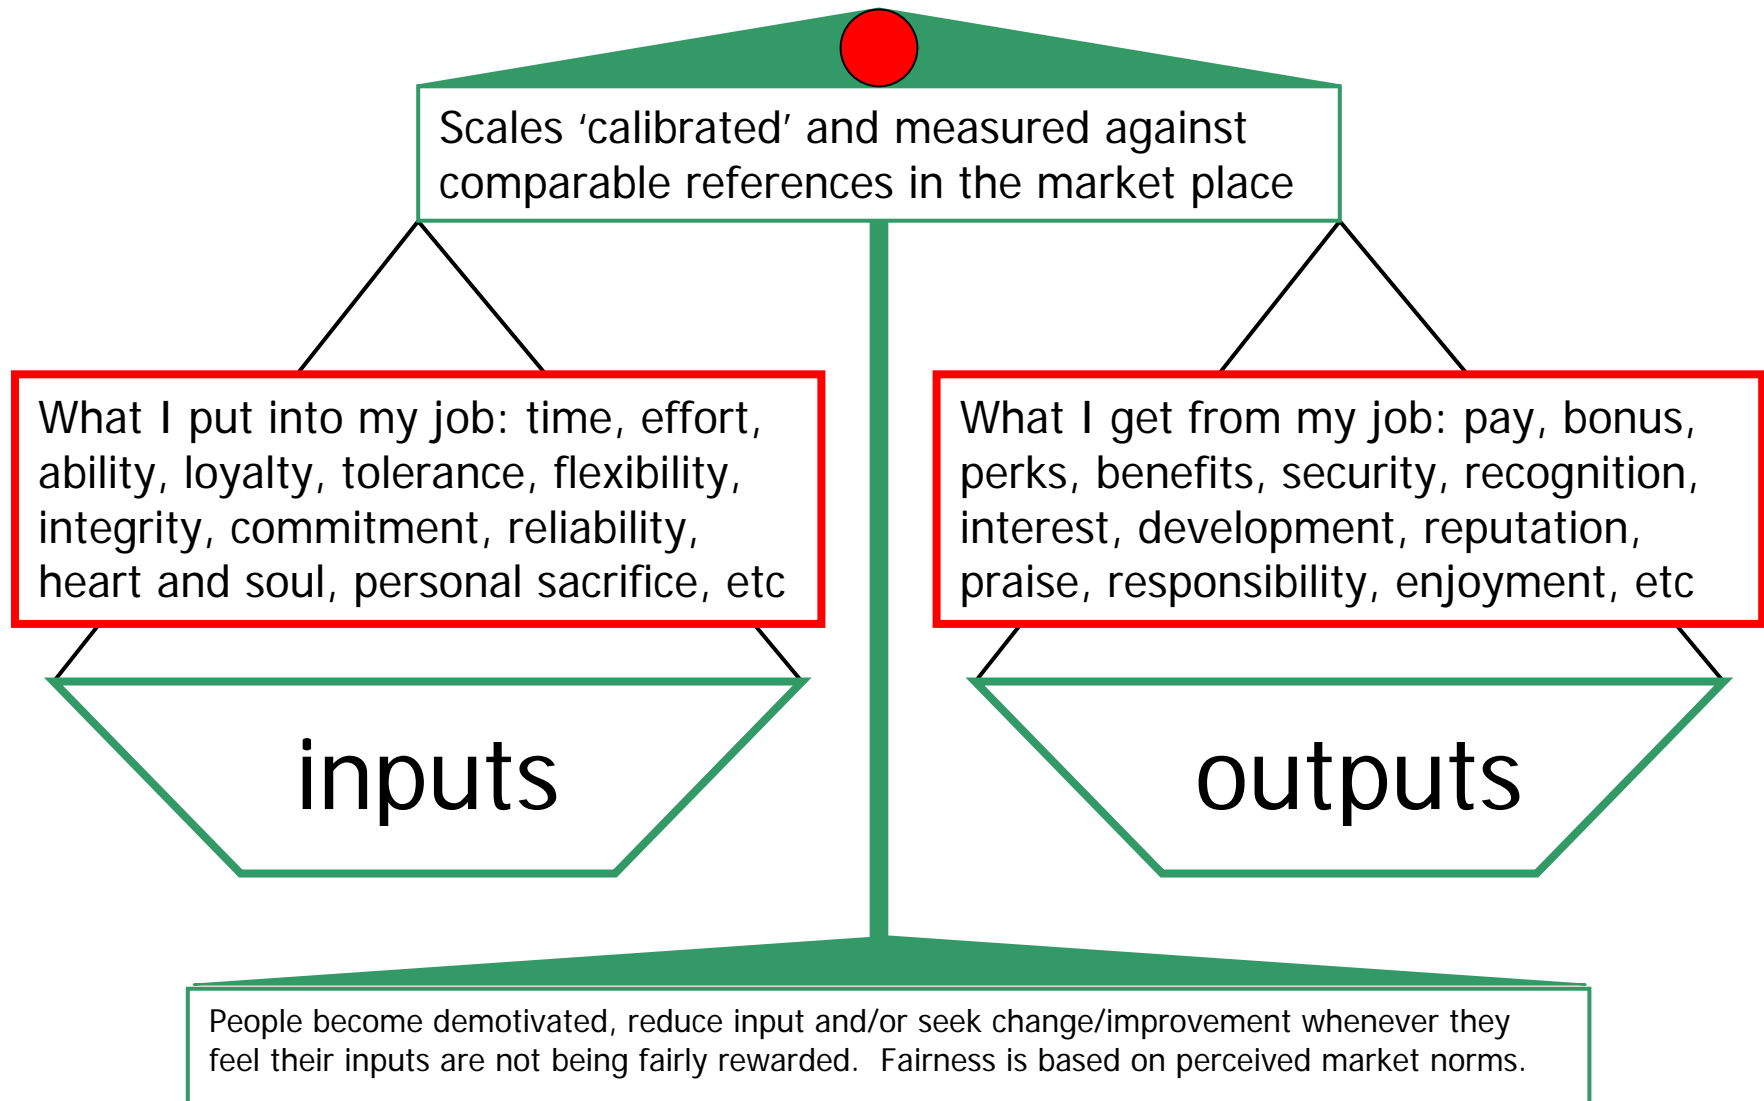 Scales ‘calibrated’ and measured against
comparable references in the market place
What I put into my job: time, effort,
ability, loyalty, tolerance, flexibility,
integrity, commitment, reliability,
heart and soul, personal sacrifice, etc
What I get from my job: pay, bonus,
perks, benefits, security, recognition,
interest, development, reputation,
praise, responsibility, enjoyment, etc
inputs
outputs
People become demotivated, reduce input and/or seek change/improvement whenever they
feel their inputs are not being fairly rewarded.  Fairness is based on perceived market norms.